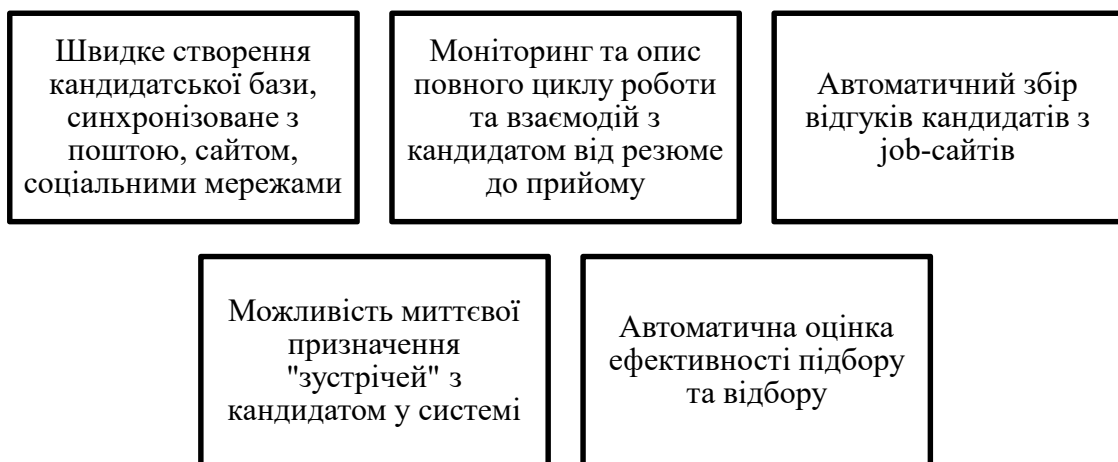 Швидке створення
кандидатської бази,
синхронізоване з
поштою, сайтом,
соціальними мережами
Моніторинг та опис
повного циклу роботи
та взаємодій з
кандидатом від резюме
до прийому
Автоматичний збір
відгуків кандидатів з
job-сайтів
Можливість миттєвої
призначення
"зустрічей" з
кандидатом у системі
Автоматична оцінка
ефективності підбору
та відбору